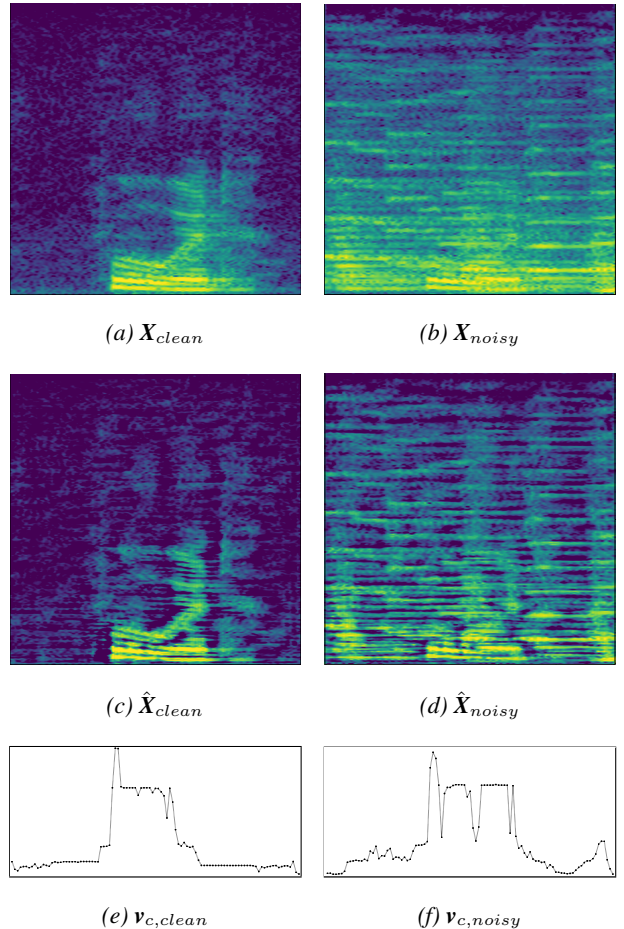 (a) X_clean
(b) X_noisy
(c) X̂_clean
(d) X̂_noisy
(e) v_c,clean
(f) v_c,noisy